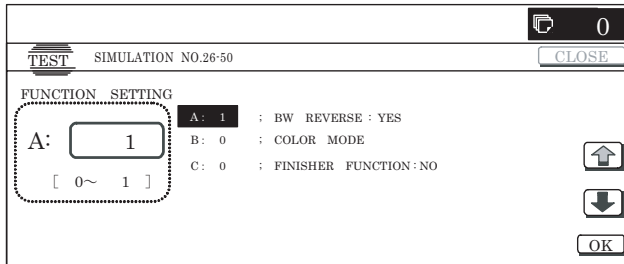 0
TEST SIMULATION NO.26-50 CLOSE
FUNCTION SETTING
A: 1 ; BW REVERSE : YES
A: 1
B: 0 ; COLOR MODE
C: 0 ; FINISHER FUNCTION : NO
[ 0~ 1 ]
OK